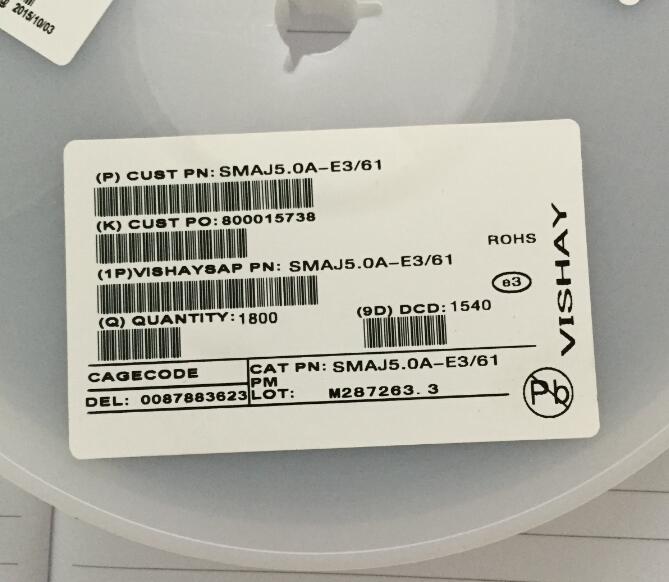 2015/10/03
(P) CUST PN: SMAJ5.0A-E3/61
(K) CUST PO: 800015738
(1P)VISHAYSAP PN: SMAJ5.0A-E3/61
ROHS
e3
(Q) QUANTITY: 1800
(9D) DCD: 1540
VISHAY
CAGECODE
CAT PN: SMAJ5.0A-E3/61
PM
DEL: 0087883623
LOT: M287263. 3
Pb